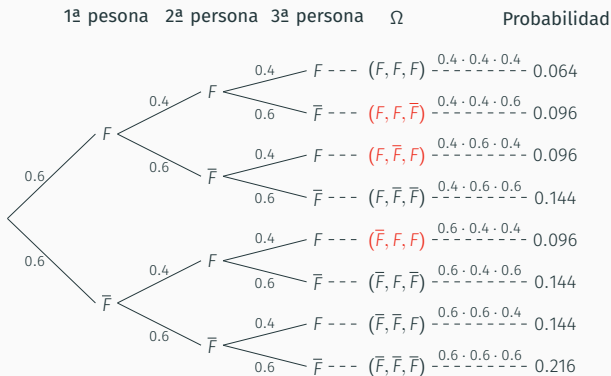 1ª pesona 2ª persona 3ª persona Ω Probabilidad
0.4 F (F, F, F) 0.4 · 0.4 · 0.4 0.064
0.4 F
0.6 F̅ (F, F, F̅) 0.4 · 0.4 · 0.6 0.096
0.6 F
0.4 F (F, F̅, F) 0.4 · 0.6 · 0.4 0.096
0.6 F̅
0.6 F̅ (F, F̅, F̅) 0.4 · 0.6 · 0.6 0.144
0.4 F (F̅, F, F) 0.6 · 0.4 · 0.4 0.096
0.4 F
0.6 F̅ (F̅, F, F̅) 0.6 · 0.4 · 0.6 0.144
0.6 F̅
0.4 F (F̅, F̅, F) 0.6 · 0.6 · 0.4 0.144
0.6 F̅
0.6 F̅ (F̅, F̅, F̅) 0.6 · 0.6 · 0.6 0.216